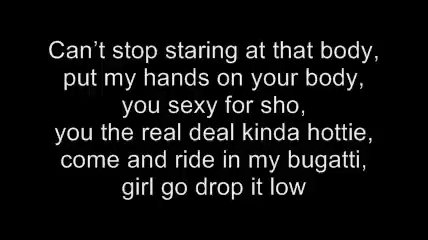 Can’t stop staring at that body,
put my hands on your body,
you sexy for sho,
you the real deal kinda hottie,
come and ride in my bugatti,
girl go drop it low